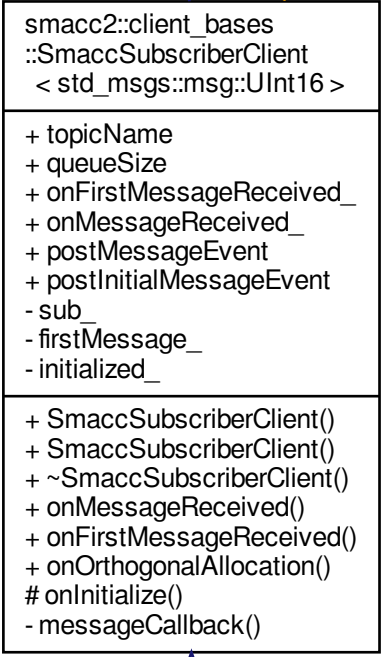 smacc2::client_bases
::SmaccSubscriberClient
< std_msgs::msg::UInt16 >
+ topicName
+ queueSize
+ onFirstMessageReceived_
+ onMessageReceived_
+ postMessageEvent
+ postInitialMessageEvent
- sub_
- firstMessage_
- initialized_
+ SmaccSubscriberClient()
+ SmaccSubscriberClient()
+ ~SmaccSubscriberClient()
+ onMessageReceived()
+ onFirstMessageReceived()
+ onOrthogonalAllocation()
# onInitialize()
- messageCallback()